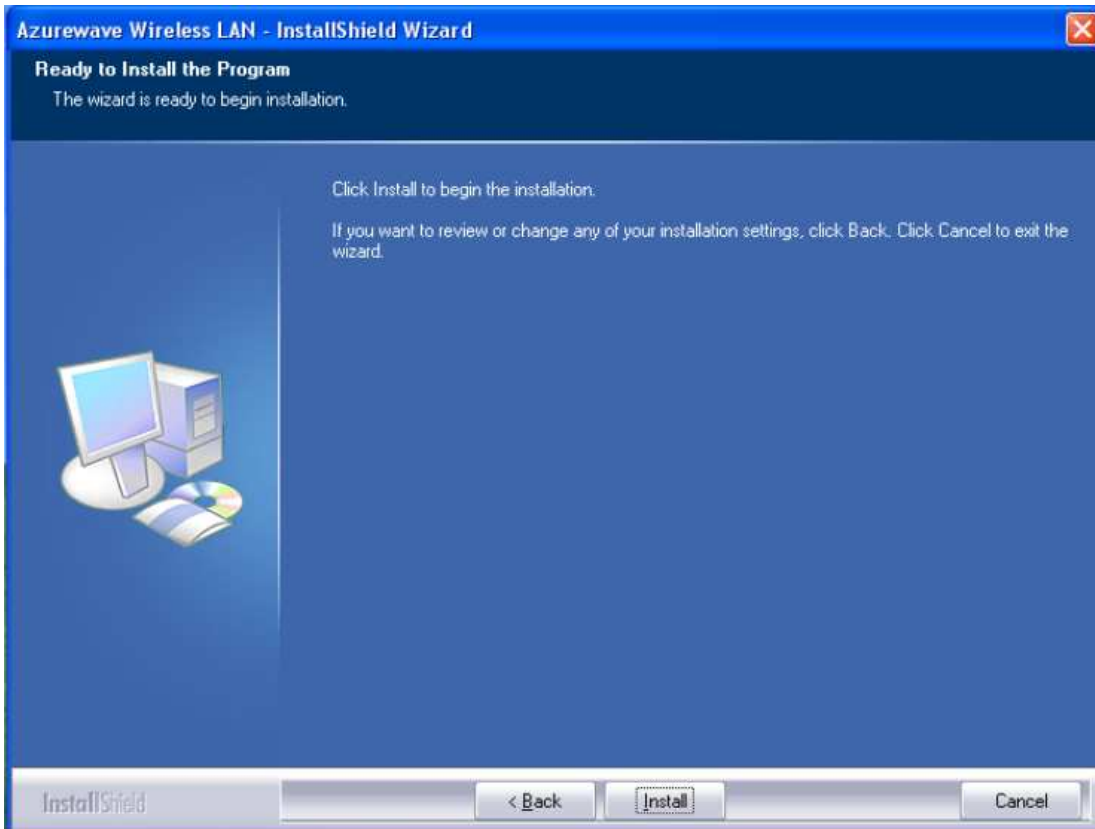 Azurewave Wireless LAN - InstallShield Wizard
Ready to Install the Program
The wizard is ready to begin installation.
Click Install to begin the installation.
If you want to review or change any of your installation settings, click Back. Click Cancel to exit the
wizard.
InstallShield
< Back
Install
Cancel